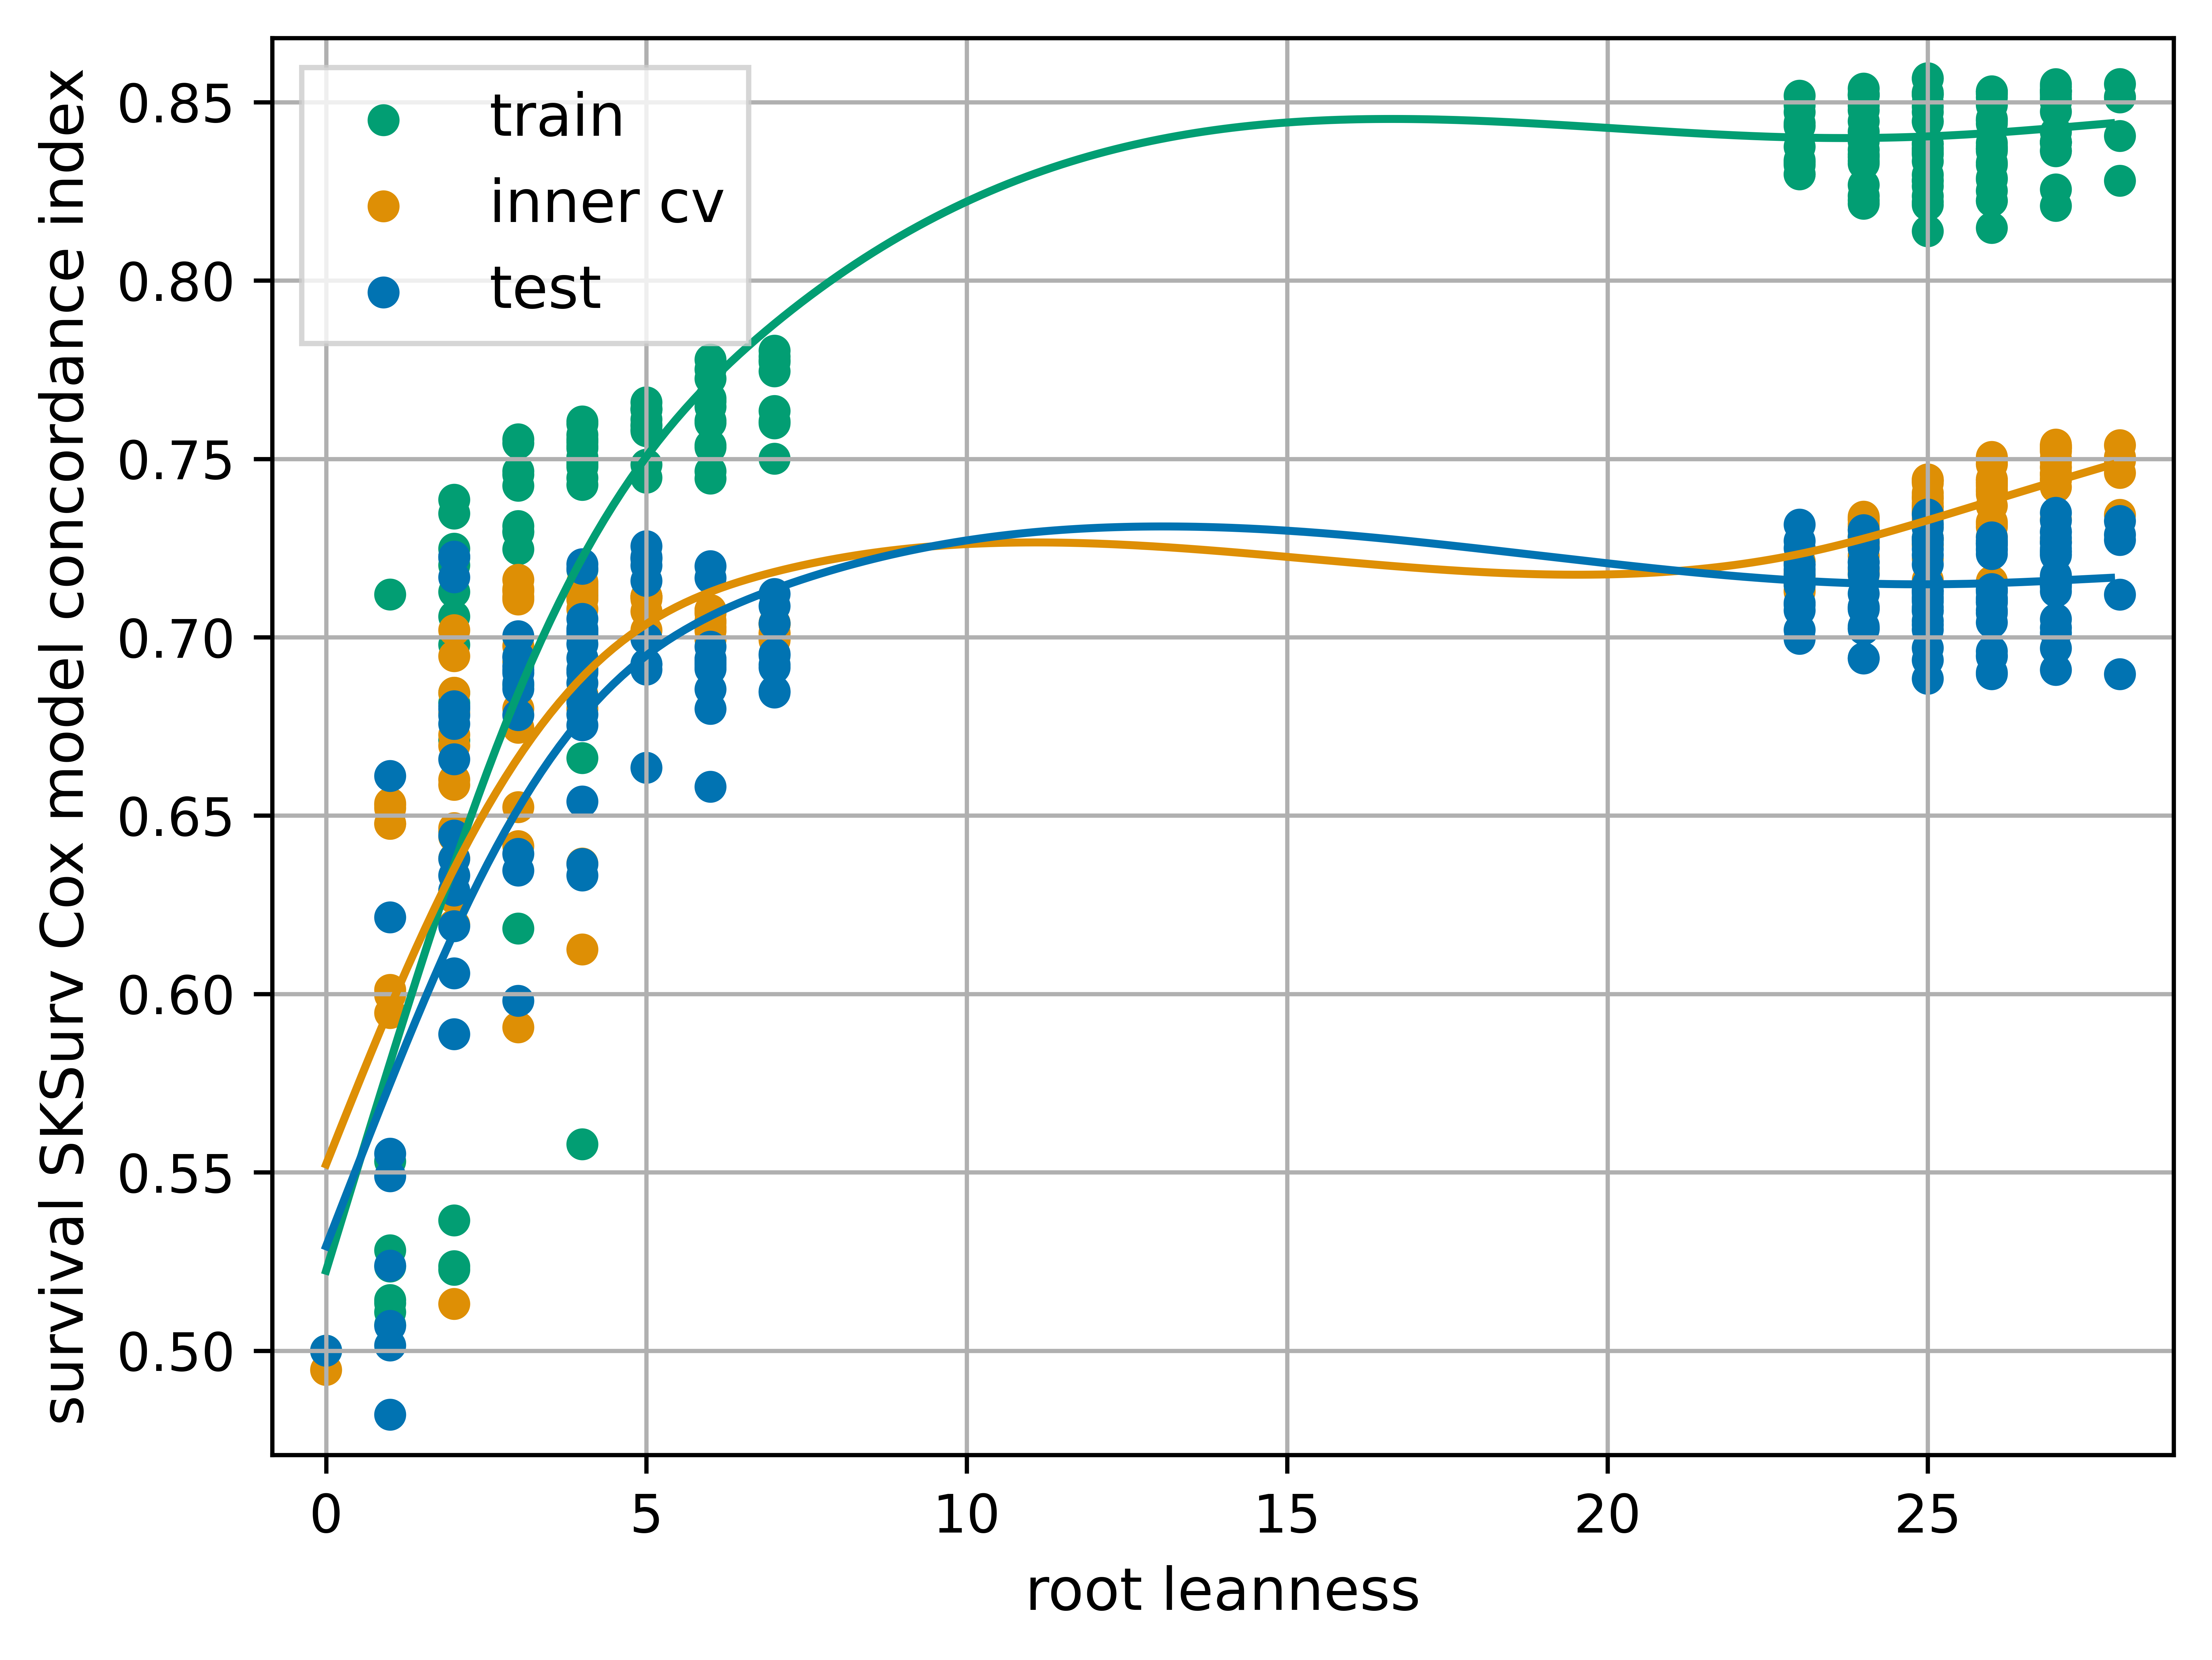 survival SKSurv Cox model concordance index
0.85
0.80
0.75
0.70
0.65
0.60
0.55
0.50
train
inner cv
test
0 5 10 15 20 25
root leanness